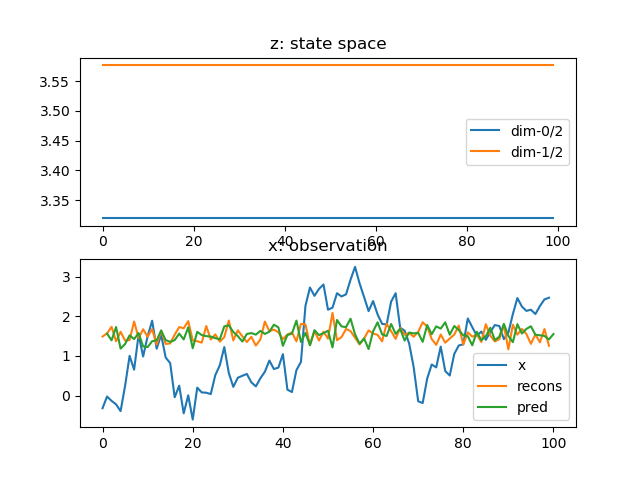 z: state space
3.55
3.50
3.45
3.40
3.35
dim-0/2
dim-1/2
0 20 40 60 80 100
x: observation
3
2
1
0
x
recons
pred
0 20 40 60 80 100